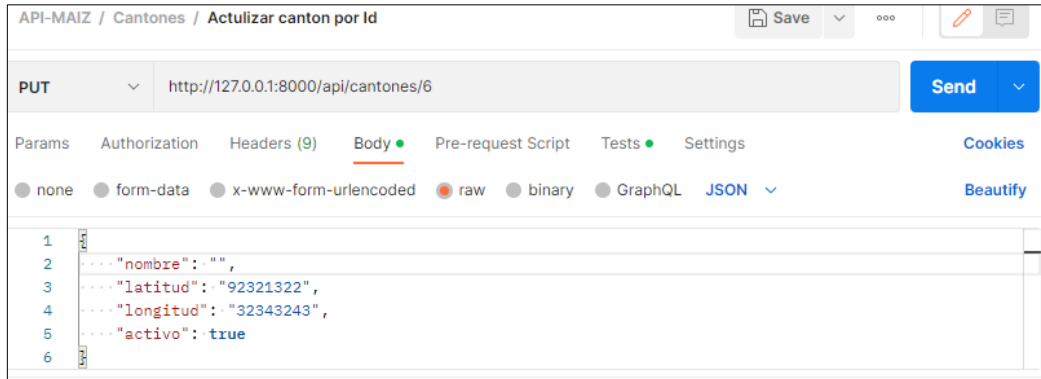 API-MAIZ / Cantones / Actulizar canton por Id Save ooo
PUT http://127.0.0.1:8000/api/cantones/6 Send
Params Authorization Headers (9) Body Pre-request Script Tests Settings Cookies
none form-data x-www-form-urlencoded raw binary GraphQL JSON Beautify
1 {
2 "nombre": "",
3 "latitud": "92321322",
4 "longitud": "32343243",
5 "activo": true
6 }